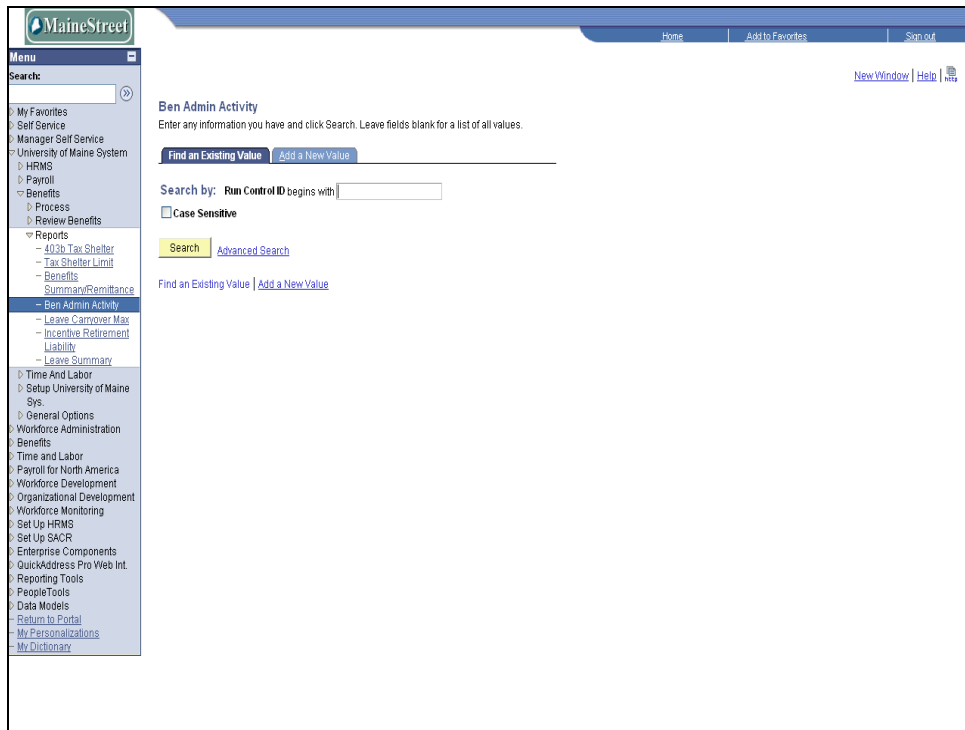 MaineStreet
Home Add to Favorites Sign out
Menu
Search:
New Window | Help | http
My Favorites
Self Service
Manager Self Service
University of Maine System
HRMS
Payroll
Benefits
Process
Review Benefits
Reports
– 403b Tax Shelter
– Tax Shelter Limit
– Benefits
Summary/Remittance
– Ben Admin Activity
– Leave Carryover Max
– Incentive Retirement
Liability
– Leave Summary
Time And Labor
Setup University of Maine
Sys.
General Options
Workforce Administration
Benefits
Time and Labor
Payroll for North America
Workforce Development
Organizational Development
Workforce Monitoring
Set Up HRMS
Set Up SACR
Enterprise Components
QuickAddress Pro Web Int.
Reporting Tools
PeopleTools
Data Models
– Return to Portal
– My Personalizations
– My Dictionary
Ben Admin Activity
Enter any information you have and click Search. Leave fields blank for a list of all values.
Find an Existing Value Add a New Value
Search by: Run Control ID begins with
Case Sensitive
Search Advanced Search
Find an Existing Value | Add a New Value